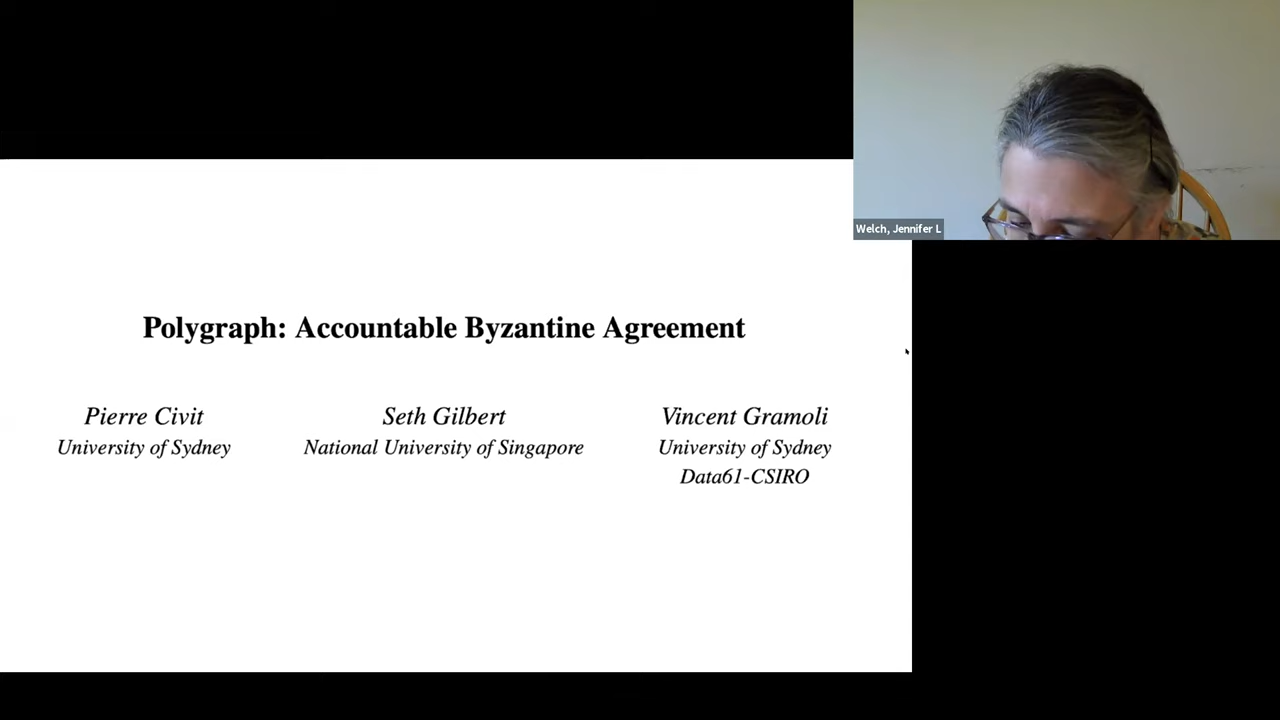 Welch, Jennifer L
Polygraph: Accountable Byzantine Agreement
Pierre Civit
Seth Gilbert
Vincent Gramoli
University of Sydney
National University of Singapore
University of Sydney
Data61-CSIRO